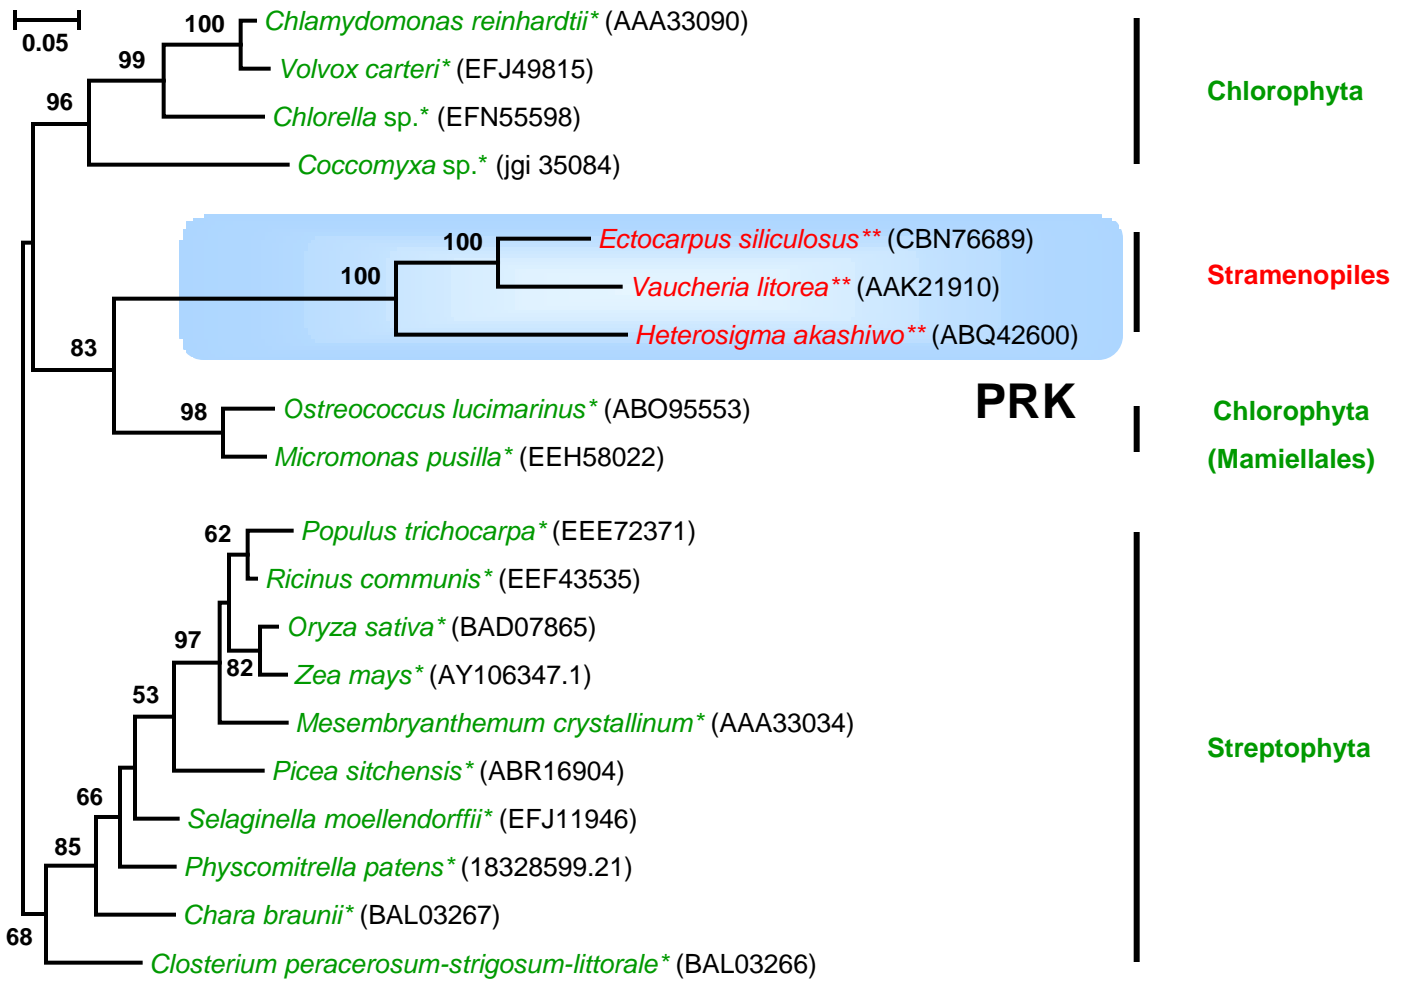 0.05
100
Chlamydomonas reinhardtii* (AAA33090)
99
Volvox carteri* (EFJ49815)
Chlorophyta
96
Chlorella sp.* (EFN55598)
Coccomyxa sp.* (jgi 35084)
100
Ectocarpus siliculosus** (CBN76689)
100
Vaucheria litorea** (AAK21910)
Stramenopiles
Heterosigma akashiwo** (ABQ42600)
83
PRK
98
Ostreococcus lucimarinus* (ABO95553)
Chlorophyta
(Mamiellales)
Micromonas pusilla* (EEH58022)
62
Populus trichocarpa* (EEE72371)
Ricinus communis* (EEF43535)
Oryza sativa* (BAD07865)
97
82
Zea mays* (AY106347.1)
53
Mesembryanthemum crystallinum* (AAA33034)
Streptophyta
Picea sitchensis* (ABR16904)
66
Selaginella moellendorffii* (EFJ11946)
85
Physcomitrella patens* (18328599.21)
Chara braunii* (BAL03267)
68
Closterium peracerosum-strigosum-littorale* (BAL03266)